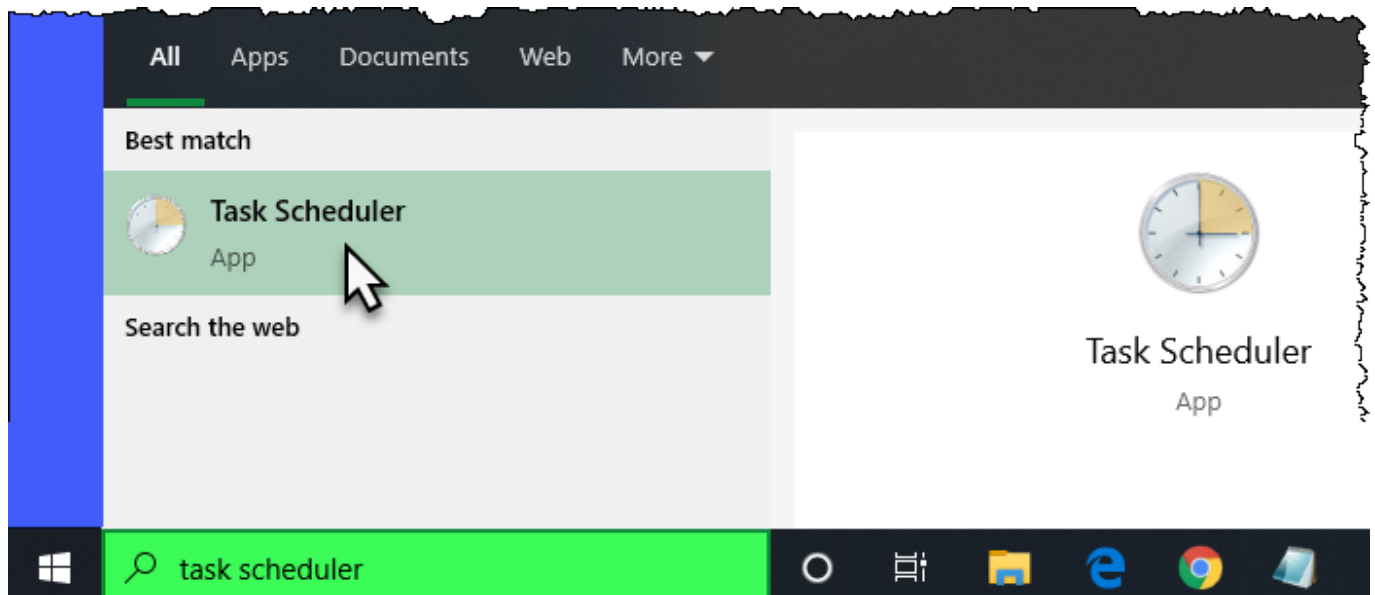 All Apps Documents Web More
Best match
Task Scheduler
App
Search the web
Task Scheduler
App
task scheduler